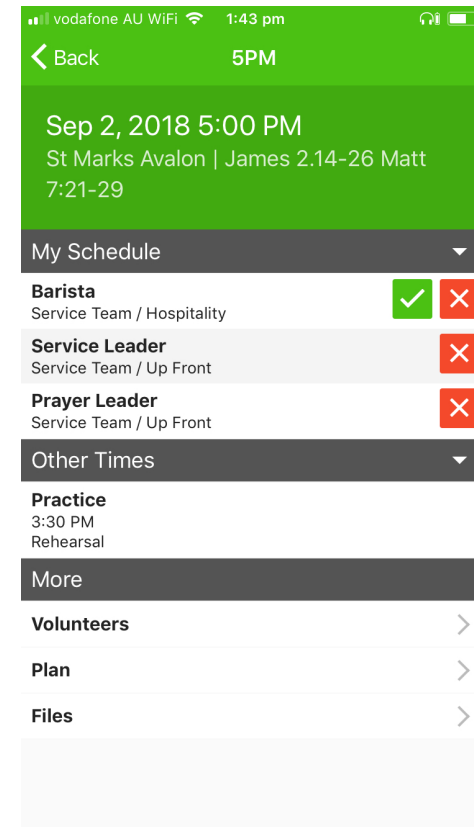 vodafone AU WiFi 1:43 pm
Back 5PM
Sep 2, 2018 5:00 PM
St Marks Avalon | James 2.14-26 Matt
7:21-29
My Schedule
Barista
Service Team / Hospitality
Service Leader
Service Team / Up Front
Prayer Leader
Service Team / Up Front
Other Times
Practice
3:30 PM
Rehearsal
More
Volunteers
Plan
Files